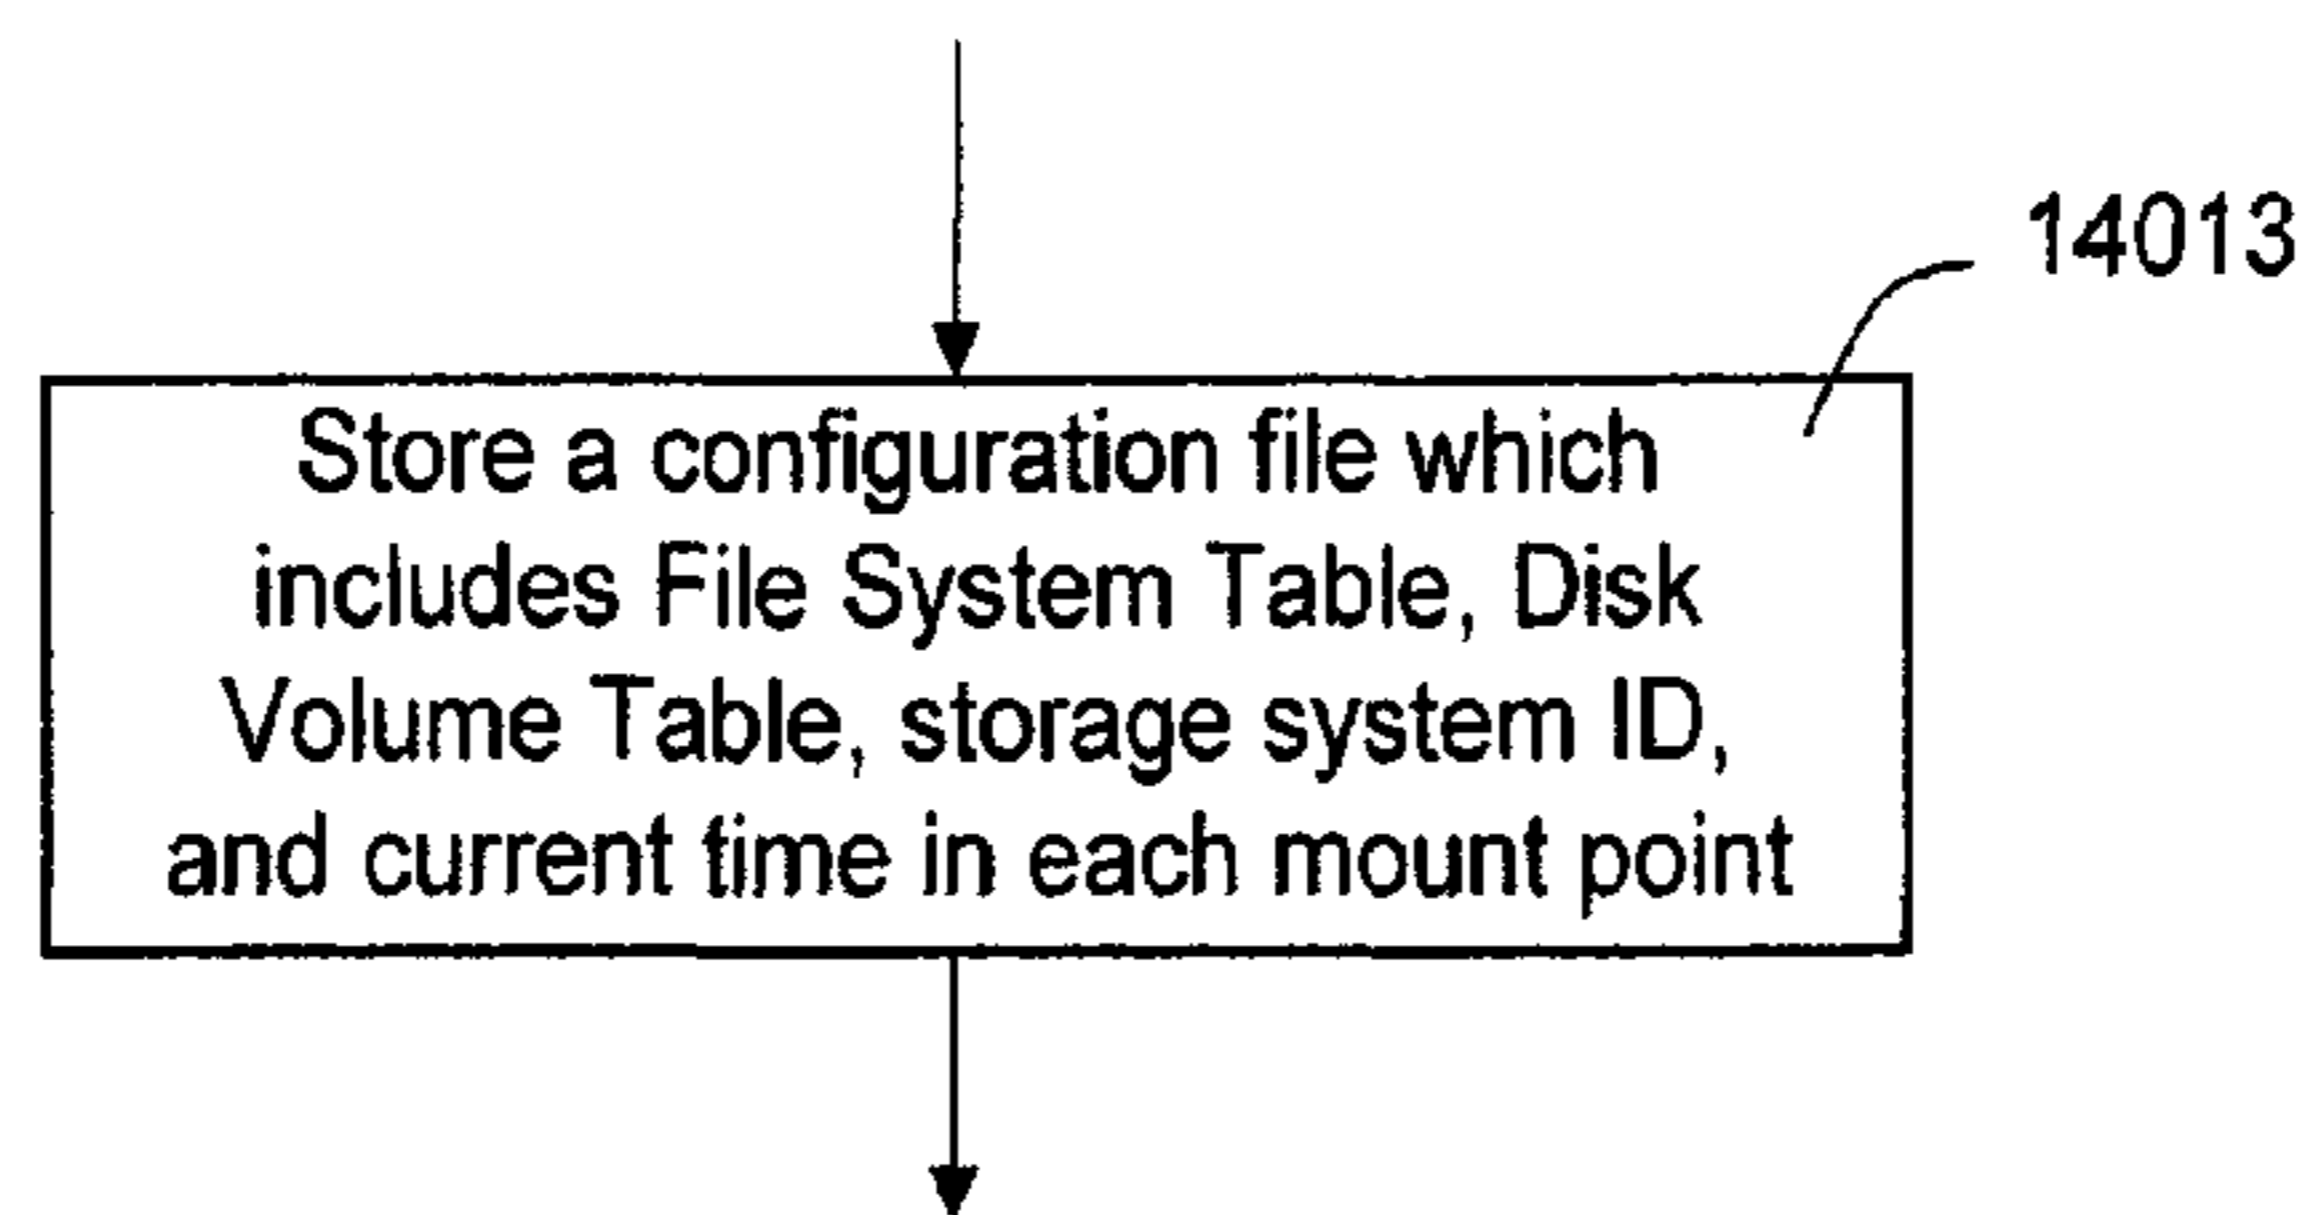 14013
Store a configuration file which
includes File System Table, Disk
Volume Table, storage system ID,
and current time in each mount point